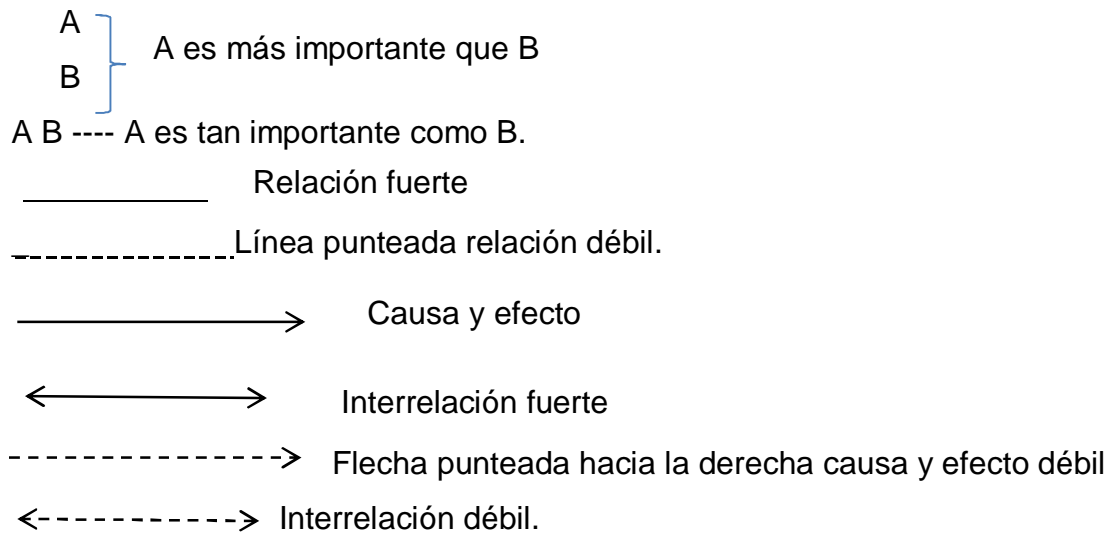 A
A es más importante que B
B
A B ---- A es tan importante como B.
Relación fuerte
Línea punteada relación débil.
Causa y efecto
Interrelación fuerte
Flecha punteada hacia la derecha causa y efecto débil
Interrelación débil.